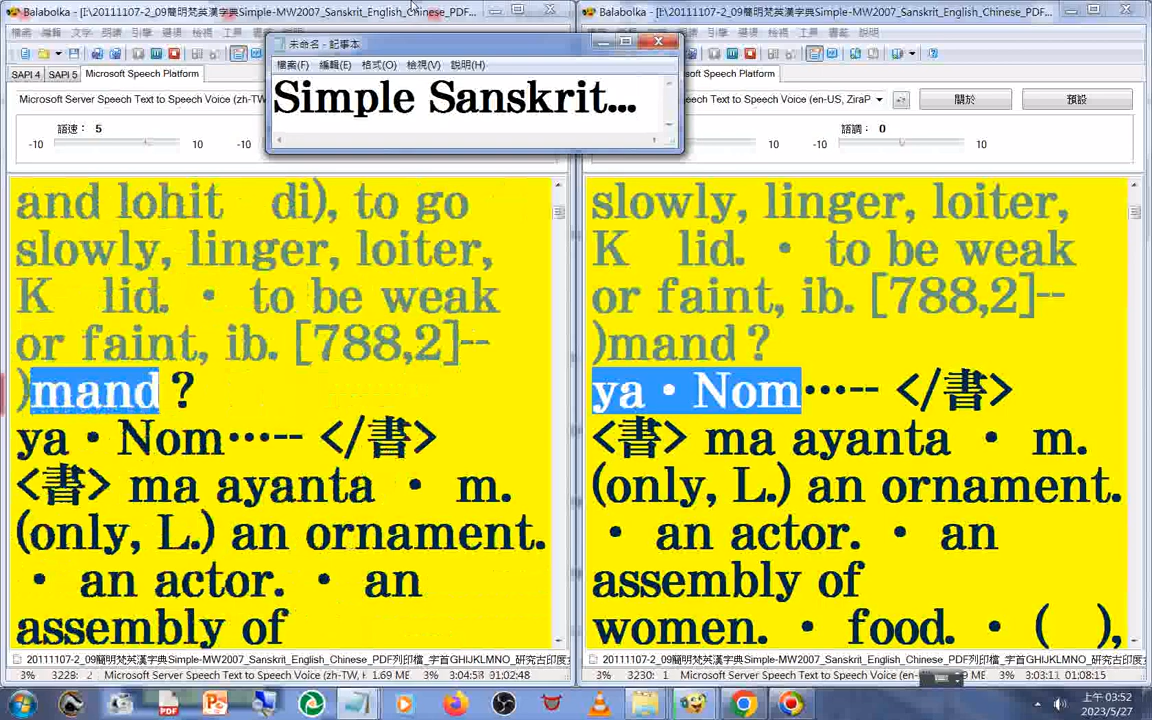 Balabolka - [I:\20111107-2_09簡明梵英漢字典Simple-MW2007_Sanskrit_English_Chinese_PDF...
Balabolka - [I:\20111107-2_09簡明梵英漢字典Simple-MW2007_Sanskrit_English_Chinese_PDF...
未命名 - 記事本
檔案(F) 編輯(E) 格式(O) 檢視(V) 說明(H)
Simple Sanskrit...
SAPI 4 SAPI 5 Microsoft Speech Platform
Microsoft Server Speech Text to Speech Voice (zh-TW,
語速： 5
-10 10 -10
eech Platform
eech Text to Speech Voice (en-US, ZiraP
關於 預設
語調： 0
10 -10 10
and lohit di), to go
slowly, linger, loiter,
K lid. • to be weak
or faint, ib. [788,2]--
)mand？
ya・Nom…-- </書>
<書> ma ayanta • m.
(only, L.) an ornament.
• an actor. • an
assembly of
slowly, linger, loiter,
K lid. • to be weak
or faint, ib. [788,2]--
)mand？
ya・Nom…-- </書>
<書> ma ayanta • m.
(only, L.) an ornament.
• an actor. • an
assembly of
women. • food. • ( ),
20111107-2_09簡明梵英漢字典Simple-MW2007_Sanskrit_English_Chinese_PDF列印檔_字首GHIJKLMNO_研究古印度
20111107-2_09簡明梵英漢字典Simple-MW2007_Sanskrit_English_Chinese_PDF列印檔_字首GHIJKLMNO_研究古印度
3% 3228: 2 Microsoft Server Speech Text to Speech Voice (zh-TW, H 1.69 ME 3% 3:04:58 01:02:48
3% 3230: 1 Microsoft Server Speech Text to Speech Voice 9 ME 3% 3:03:11 01:08:15
上午 03:52
2023/5/27